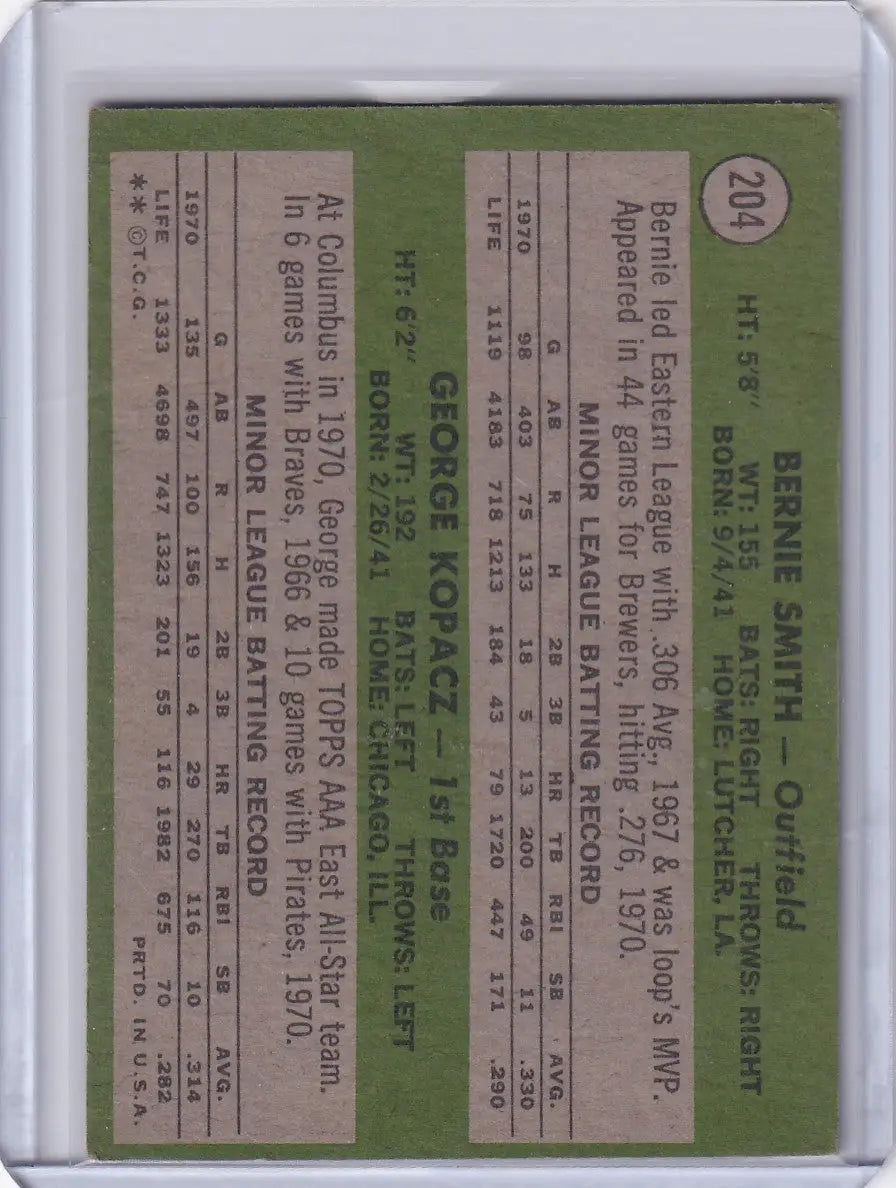 204
BERNIE SMITH — Outfield
HT: 5'8" WT: 155 BATS: RIGHT THROWS: RIGHT
BORN: 9/4/41 HOME: LUTCHER, LA.
Bernie led Eastern League with .306 Avg., 1967 & was loop's MVP.
Appeared in 44 games for Brewers, hitting .276, 1970.
MINOR LEAGUE BATTING RECORD
G AB R H 2B 3B HR TB RBI SB AVG.
1970 98 403 75 133 18 5 13 200 49 11 .330
LIFE 1119 4183 718 1213 184 43 79 1720 447 171 .290
GEORGE KOPACZ — 1st Base
HT: 6'2" WT: 192 BATS: LEFT THROWS: LEFT
BORN: 2/26/41 HOME: CHICAGO, ILL.
At Columbus in 1970, George made TOPPS AAA East All-Star team.
In 6 games with Braves, 1966 & 10 games with Pirates, 1970.
MINOR LEAGUE BATTING RECORD
G AB R H 2B 3B HR TB RBI SB AVG.
1970 135 497 100 156 19 4 29 270 116 10 .314
LIFE 1333 4698 747 1323 201 55 116 1982 675 70 .282
** ©T.C.G. PRTD. IN U.S.A.